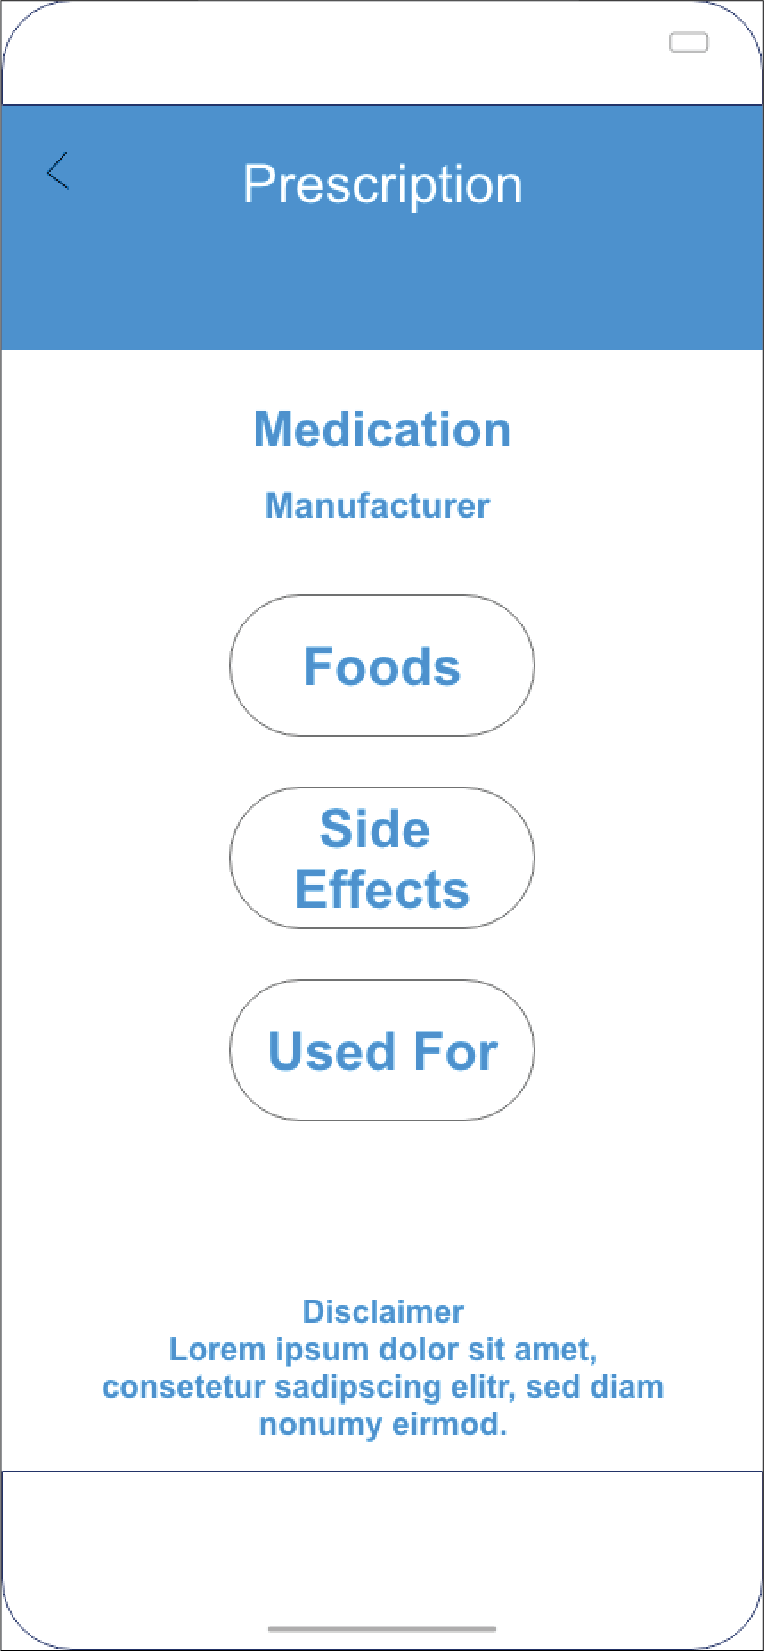 Prescription
Medication
Manufacturer
Foods
Side
Effects
Used For
Disclaimer
Lorem ipsum dolor sit amet,
consetetur sadipscing elitr, sed diam
nonumy eirmod.